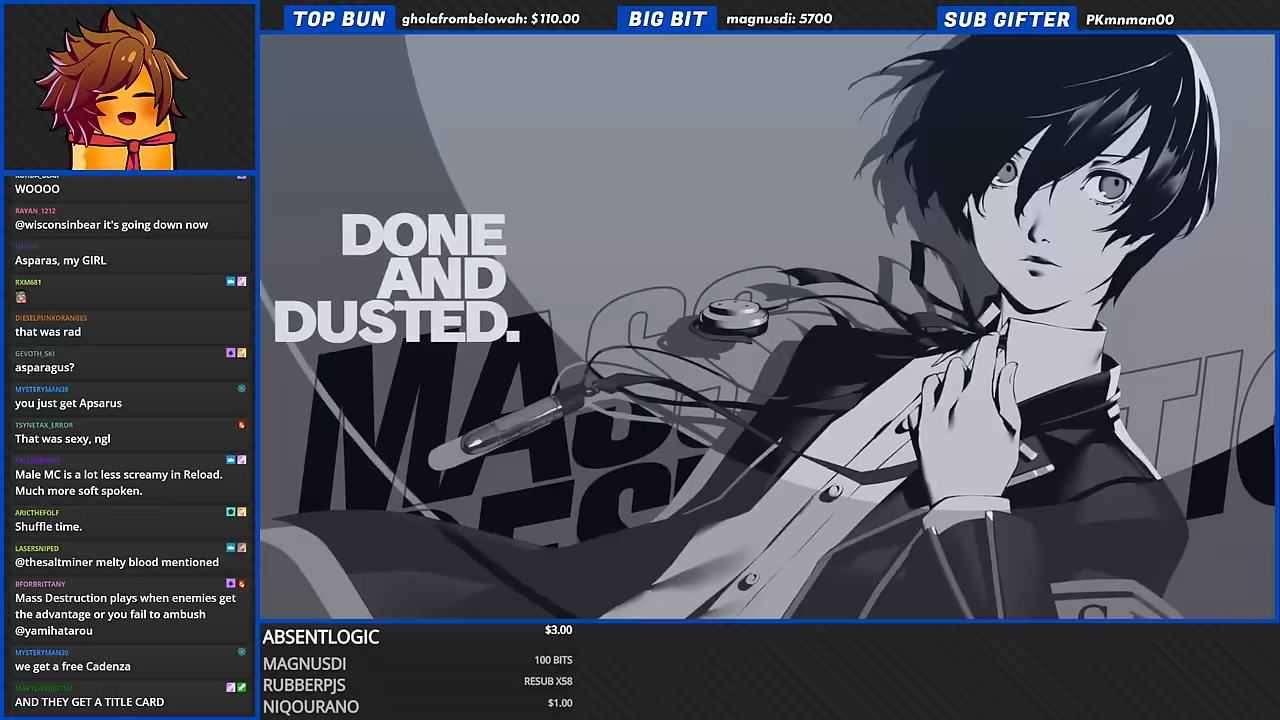 TOP BUN gholafrombelowah: $110.00 BIG BIT magnusdi: 5700 SUB GIFTER PKmnman00
WOOOO
RAYAN_1212
@wisconsinbear it's going down now
Asparas, my GIRL
RXM681
DIESELPUNKORANGES
that was rad
GEVOTH_SKI
asparagus?
MYSTERYMAN39
you just get Apsarus
TSYNETAX_ERROR
That was sexy, ngl
Male MC is a lot less screamy in Reload.
Much more soft spoken.
ARICTHEFOLF
Shuffle time.
LASERSNIPED
@thesaltminer melty blood mentioned
BFORBRITTANY
Mass Destruction plays when enemies get
the advantage or you fail to ambush
@yamihatarou
MYSTERYMAN39
we get a free Cadenza
MARYLANDJUTSU
AND THEY GET A TITLE CARD
DONE
AND
DUSTED.
ABSENTLOGIC $3.00
MAGNUSDI 100 BITS
RUBBERPJS RESUB X58
NIQOURANO $1.00